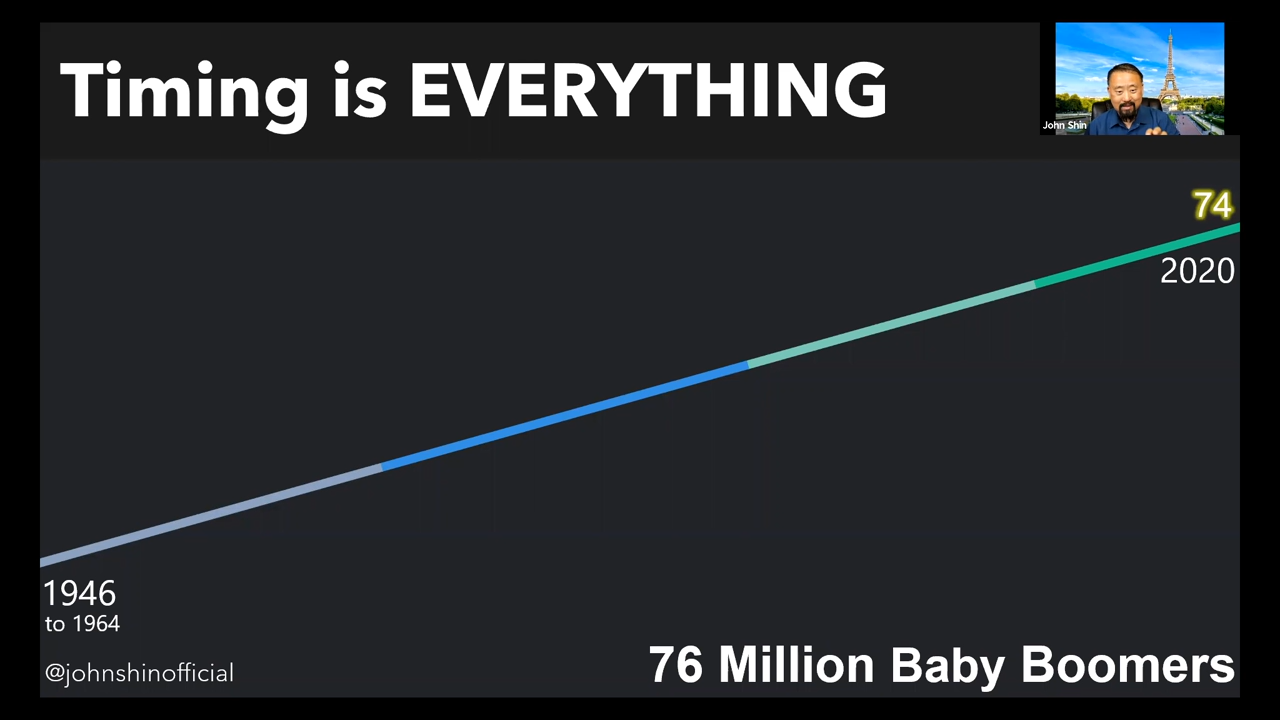 Timing is EVERYTHING
John Shin
74
2020
1946
to 1964
@johnshinofficial
76 Million Baby Boomers